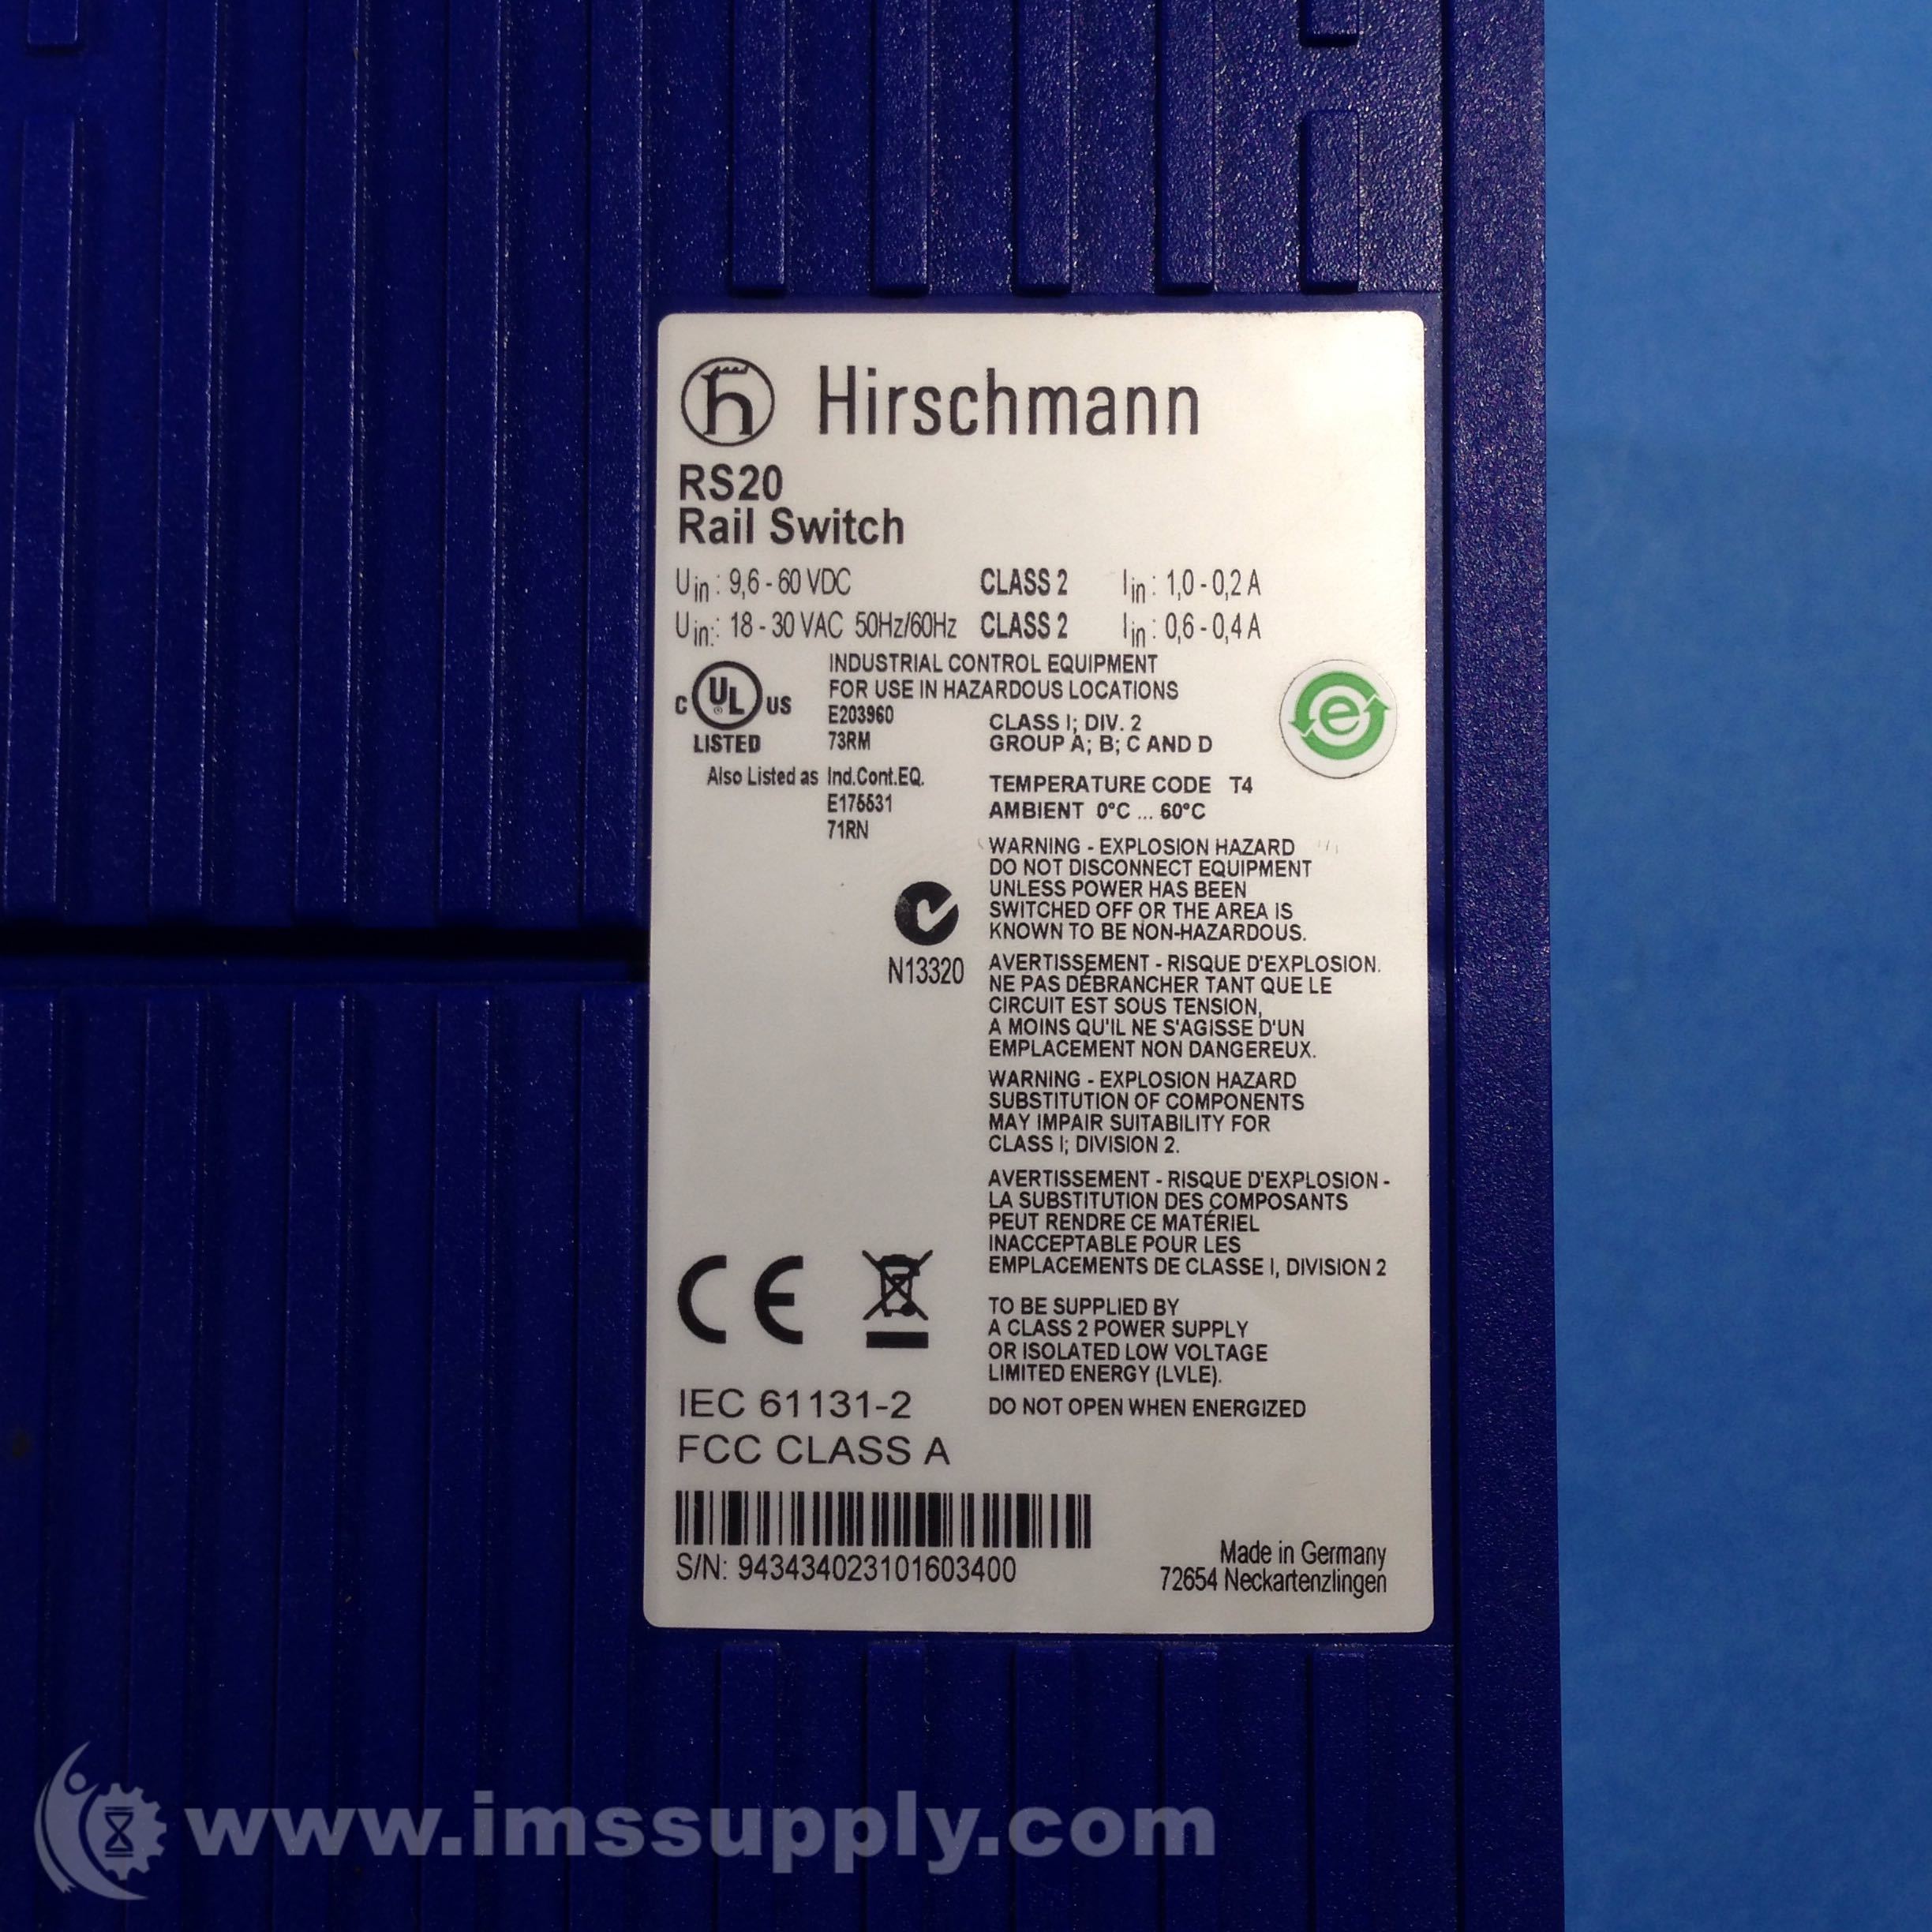 Hirschmann
RS20
Rail Switch
Uin: 9,6 - 60 VDC CLASS 2 Iin: 1,0 - 0,2 A
Uin: 18 - 30 VAC 50Hz/60Hz CLASS 2 Iin: 0,6 - 0,4 A
C UL US
LISTED
INDUSTRIAL CONTROL EQUIPMENT
FOR USE IN HAZARDOUS LOCATIONS
E203960
73RM
CLASS I; DIV. 2
GROUP A; B; C AND D
e
Also Listed as Ind.Cont.EQ.
E175531
71RN
TEMPERATURE CODE T4
AMBIENT 0°C ... 60°C
WARNING - EXPLOSION HAZARD
DO NOT DISCONNECT EQUIPMENT
UNLESS POWER HAS BEEN
SWITCHED OFF OR THE AREA IS
KNOWN TO BE NON-HAZARDOUS.
N13320
AVERTISSEMENT - RISQUE D'EXPLOSION.
NE PAS DÉBRANCHER TANT QUE LE
CIRCUIT EST SOUS TENSION,
A MOINS QU'IL NE S'AGISSE D'UN
EMPLACEMENT NON DANGEREUX.
WARNING - EXPLOSION HAZARD
SUBSTITUTION OF COMPONENTS
MAY IMPAIR SUITABILITY FOR
CLASS I; DIVISION 2.
AVERTISSEMENT - RISQUE D'EXPLOSION -
LA SUBSTITUTION DES COMPOSANTS
PEUT RENDRE CE MATÉRIEL
INACCEPTABLE POUR LES
EMPLACEMENTS DE CLASSE I, DIVISION 2
CE
TO BE SUPPLIED BY
A CLASS 2 POWER SUPPLY
OR ISOLATED LOW VOLTAGE
LIMITED ENERGY (LVLE).
DO NOT OPEN WHEN ENERGIZED
IEC 61131-2
FCC CLASS A
S/N: 943434023101603400
Made in Germany
72654 Neckartenzlingen
www.imssupply.com